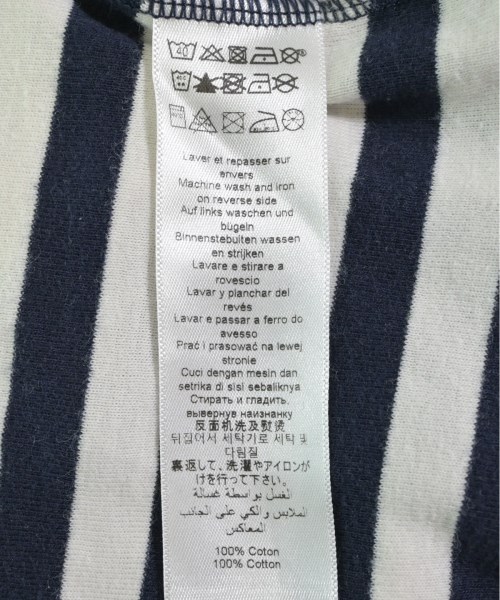 Laver et repasser sur
envers
Machine wash and iron
on reverse side
Auf links waschen und
bügeln
Binnenstebuiten wassen
en strijken
Lavare e stirare a
rovescio
Lavar y planchar del
revés
Lavar e passar a ferro do
avesso
Prać i prasować na lewej
stronie
Cuci dengan mesin dan
setrika di sisi sebaliknya
Стирать и гладить,
вывернув наизнанку
反面机洗及熨烫
뒤집어서 세탁기로 세탁 및
다림질
裏返して、洗濯やアイロンが
けを行って下さい。
الغسل بواسطة غسالة
الملابس والكي على الجانب
المعاكس
100% Coton
100% Cotton